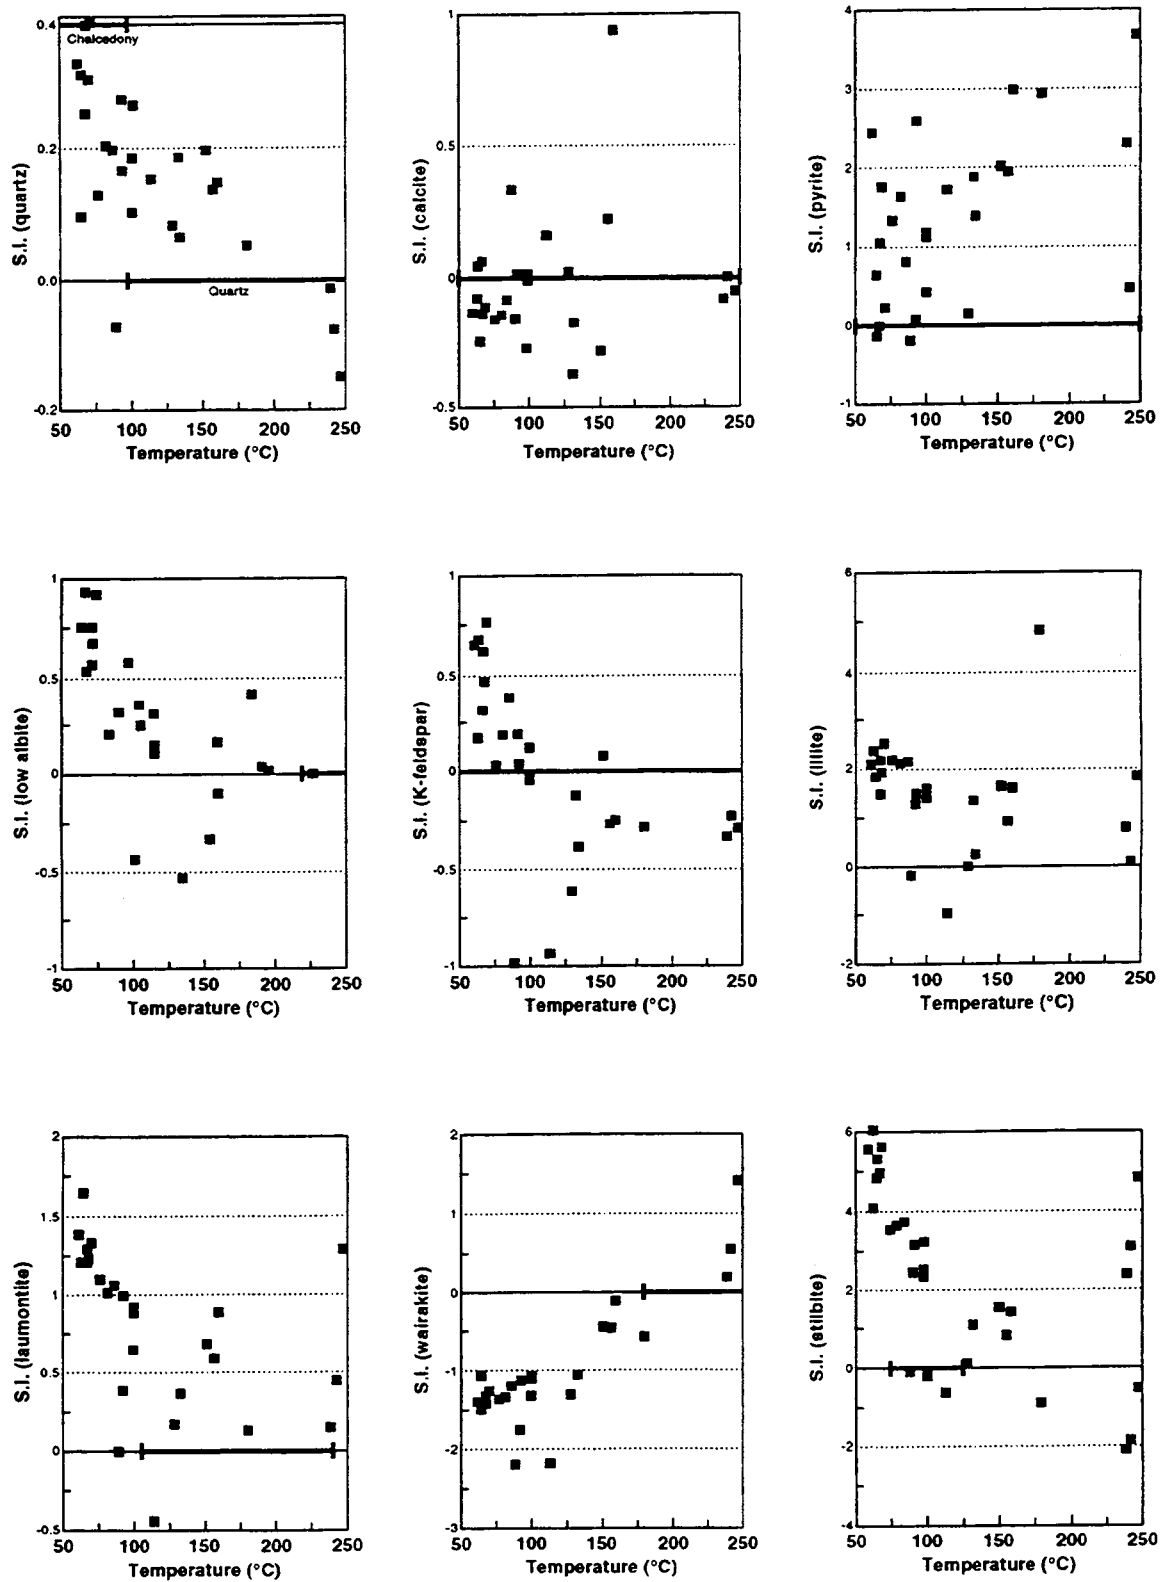 S.I. (quartz)
0.4
0.2
0.0
-0.2
Chalcedony
Quartz
50 100 150 200 250
Temperature (°C)
S.I. (calcite)
1
0.5
0
-0.5
50 100 150 200 250
Temperature (°C)
S.I. (pyrite)
4
3
2
1
0
-1
50 100 150 200 250
Temperature (°C)
S.I. (low albite)
1
0.5
0
-0.5
-1
50 100 150 200 250
Temperature (°C)
S.I. (K-feldspar)
1
0.5
0
-0.5
-1
50 100 150 200 250
Temperature (°C)
S.I. (illite)
6
4
2
0
-2
50 100 150 200 250
Temperature (°C)
S.I. (laumontite)
2
1.5
1
0.5
0
-0.5
50 100 150 200 250
Temperature (°C)
S.I. (wairakite)
2
1
0
-1
-2
-3
50 100 150 200 250
Temperature (°C)
S.I. (stilbite)
6
4
2
0
-2
-4
50 100 150 200 250
Temperature (°C)